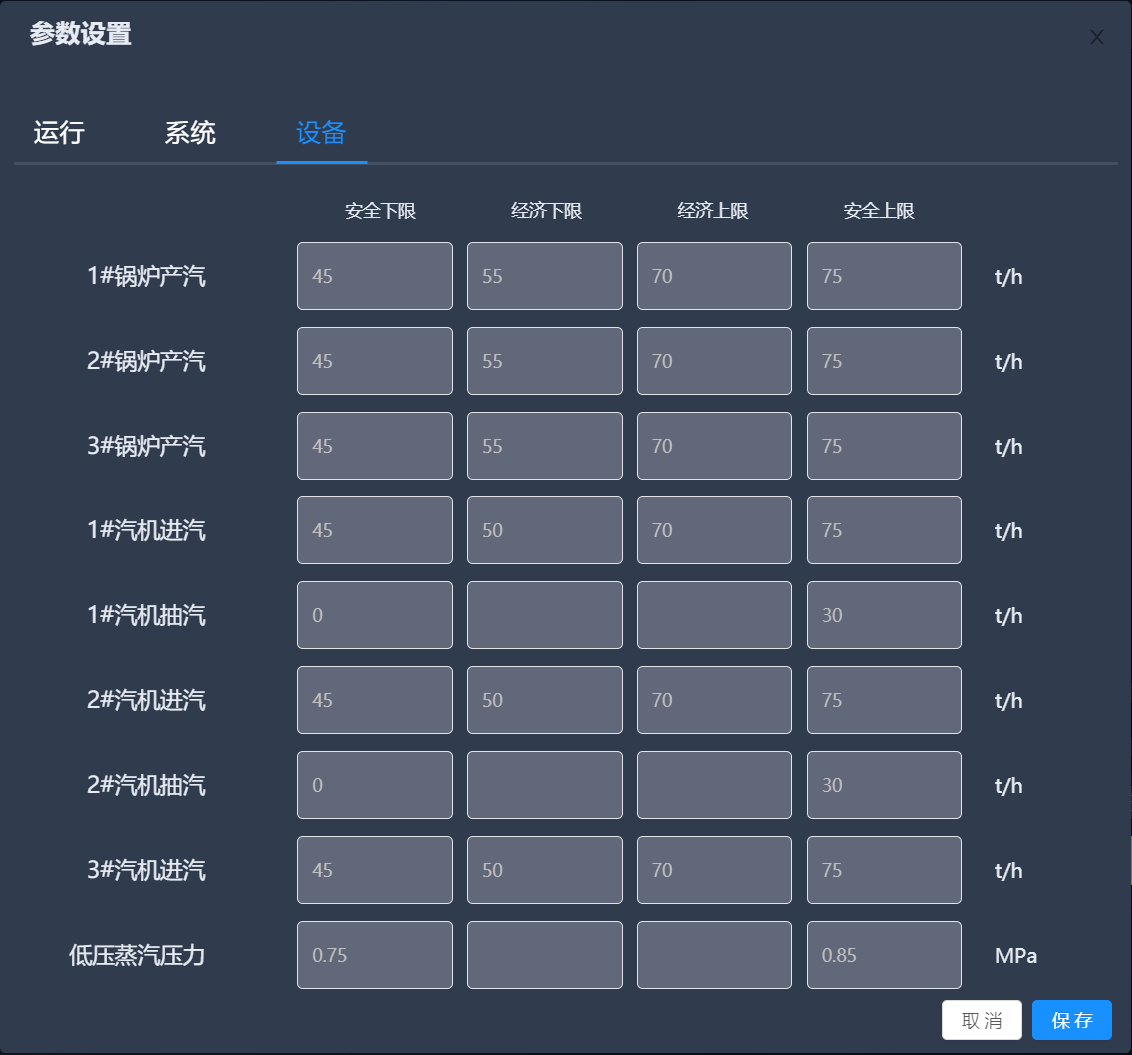 参数设置
运行 系统 设备
安全下限 经济下限 经济上限 安全上限
1#锅炉产汽 45 55 70 75 t/h
2#锅炉产汽 45 55 70 75 t/h
3#锅炉产汽 45 55 70 75 t/h
1#汽机进汽 45 50 70 75 t/h
1#汽机抽汽 0 30 t/h
2#汽机进汽 45 50 70 75 t/h
2#汽机抽汽 0 30 t/h
3#汽机进汽 45 50 70 75 t/h
低压蒸汽压力 0.75 0.85 MPa
取消 保存